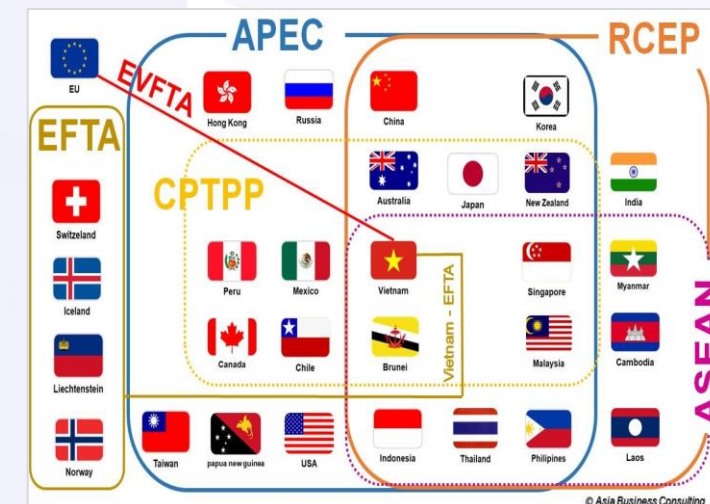 APEC
RCEP
EU
EVFTA
Hong Kong
Russia
China
Korea
EFTA
CPTPP
Switzeland
Australia
Japan
New Zealand
India
Iceland
Peru
Mexico
Vietnam
Singapore
Myanmar
Vietnam - EFTA
ASEAN
Liechtenstein
Canada
Chile
Brunei
Malaysia
Cambodia
Norway
Taiwan
papua new guinea
USA
Indonesia
Thailand
Philipines
Laos
© Asia Business Consulting